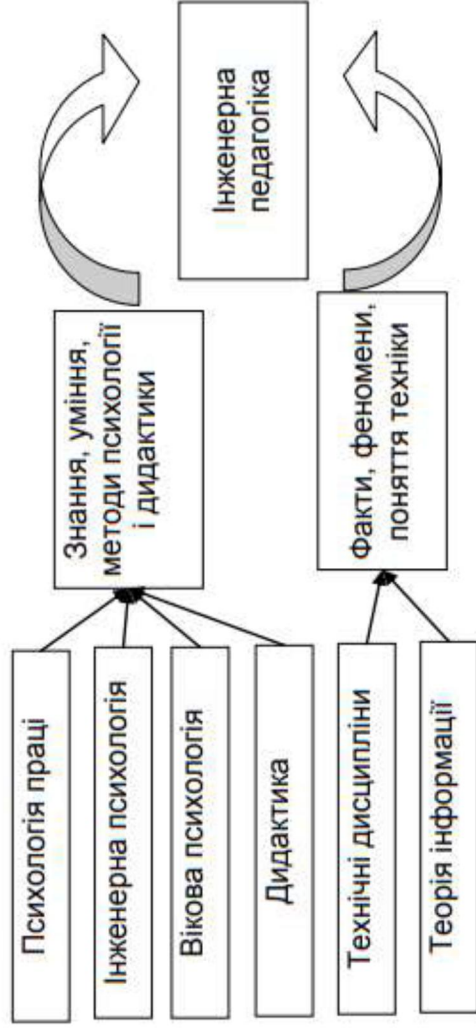 Психологія праці
Інженерна психологія
Вікова психологія
Дидактика
Технічні дисципліни
Теорія інформації
Знання, уміння,
методи психології
і дидактики
Факти, феномени,
поняття техніки
Інженерна
педагогіка